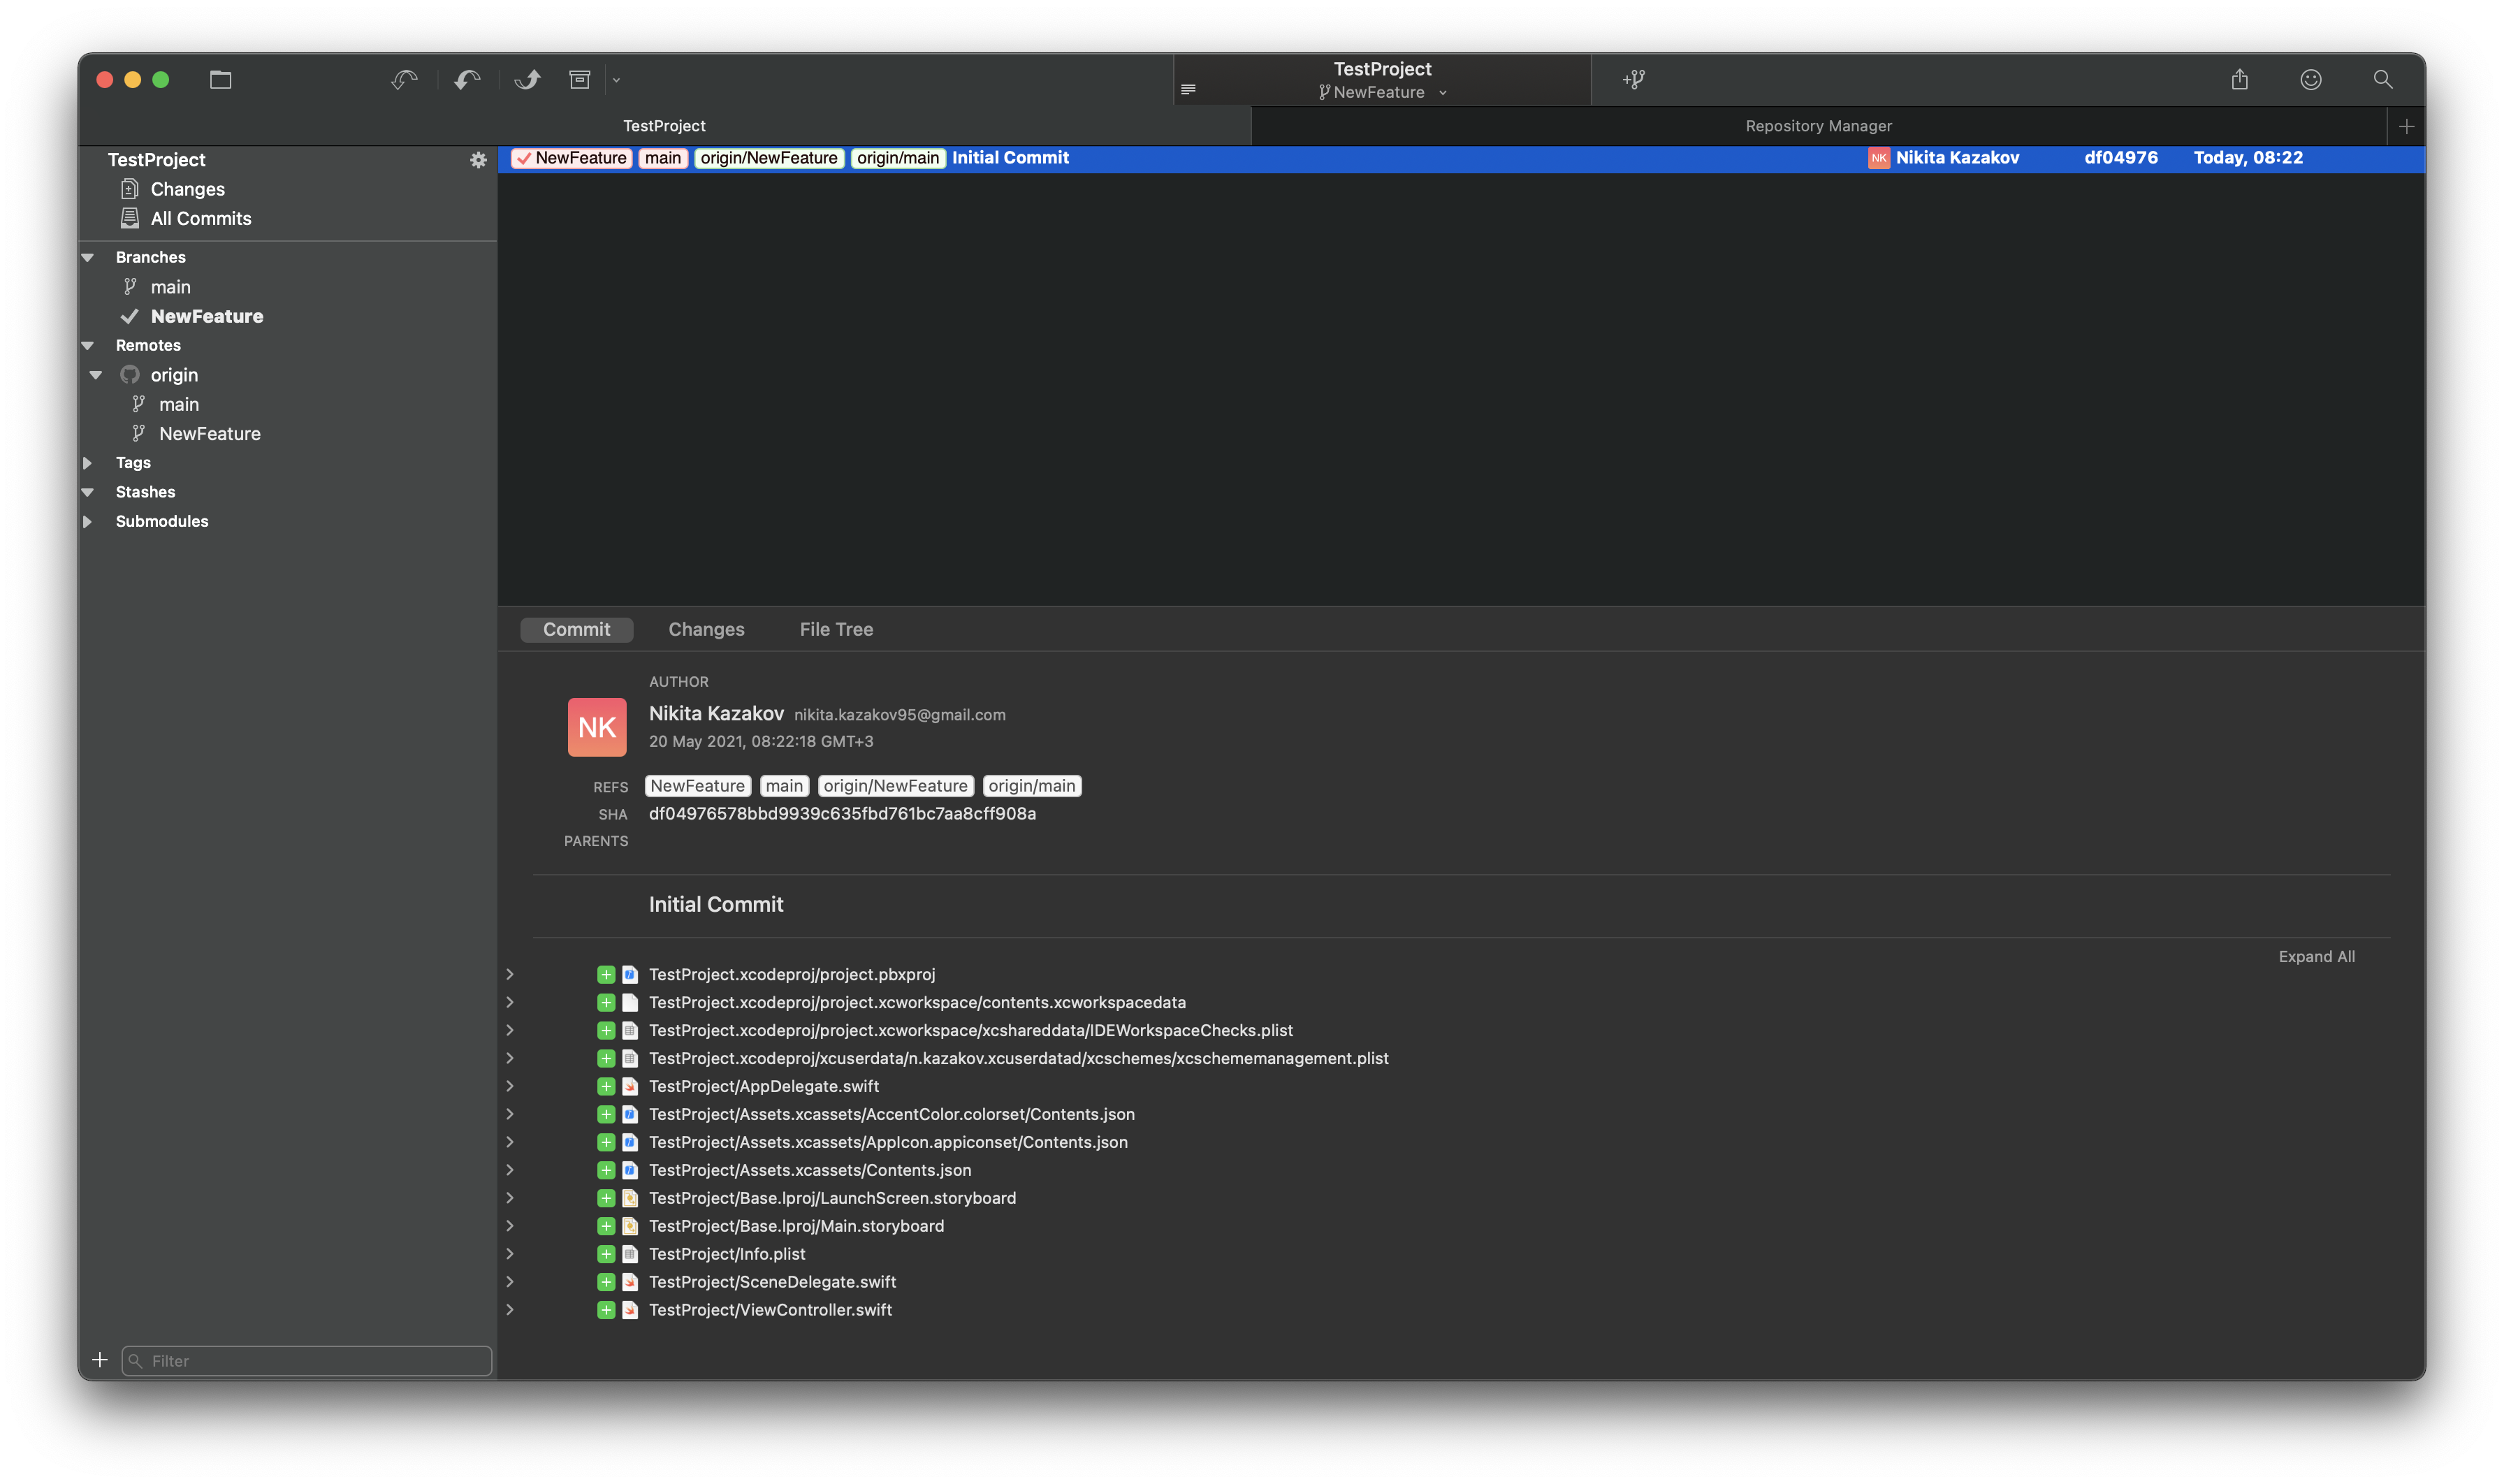 TestProject
NewFeature
TestProject
Repository Manager
TestProject
Changes
All Commits
Branches
main
NewFeature
Remotes
origin
main
NewFeature
Tags
Stashes
Submodules
Filter
NewFeature main origin/NewFeature origin/main Initial Commit NK Nikita Kazakov df04976 Today, 08:22
Commit Changes File Tree
AUTHOR
NK
Nikita Kazakov nikita.kazakov95@gmail.com
20 May 2021, 08:22:18 GMT+3
REFS NewFeature main origin/NewFeature origin/main
SHA df04976578bbd9939c635fbd761bc7aa8cff908a
PARENTS
Initial Commit
Expand All
TestProject.xcodeproj/project.pbxproj
TestProject.xcodeproj/project.xcworkspace/contents.xcworkspacedata
TestProject.xcodeproj/project.xcworkspace/xcshareddata/IDEWorkspaceChecks.plist
TestProject.xcodeproj/xcuserdata/n.kazakov.xcuserdatad/xcschemes/xcschememanagement.plist
TestProject/AppDelegate.swift
TestProject/Assets.xcassets/AccentColor.colorset/Contents.json
TestProject/Assets.xcassets/AppIcon.appiconset/Contents.json
TestProject/Assets.xcassets/Contents.json
TestProject/Base.lproj/LaunchScreen.storyboard
TestProject/Base.lproj/Main.storyboard
TestProject/Info.plist
TestProject/SceneDelegate.swift
TestProject/ViewController.swift